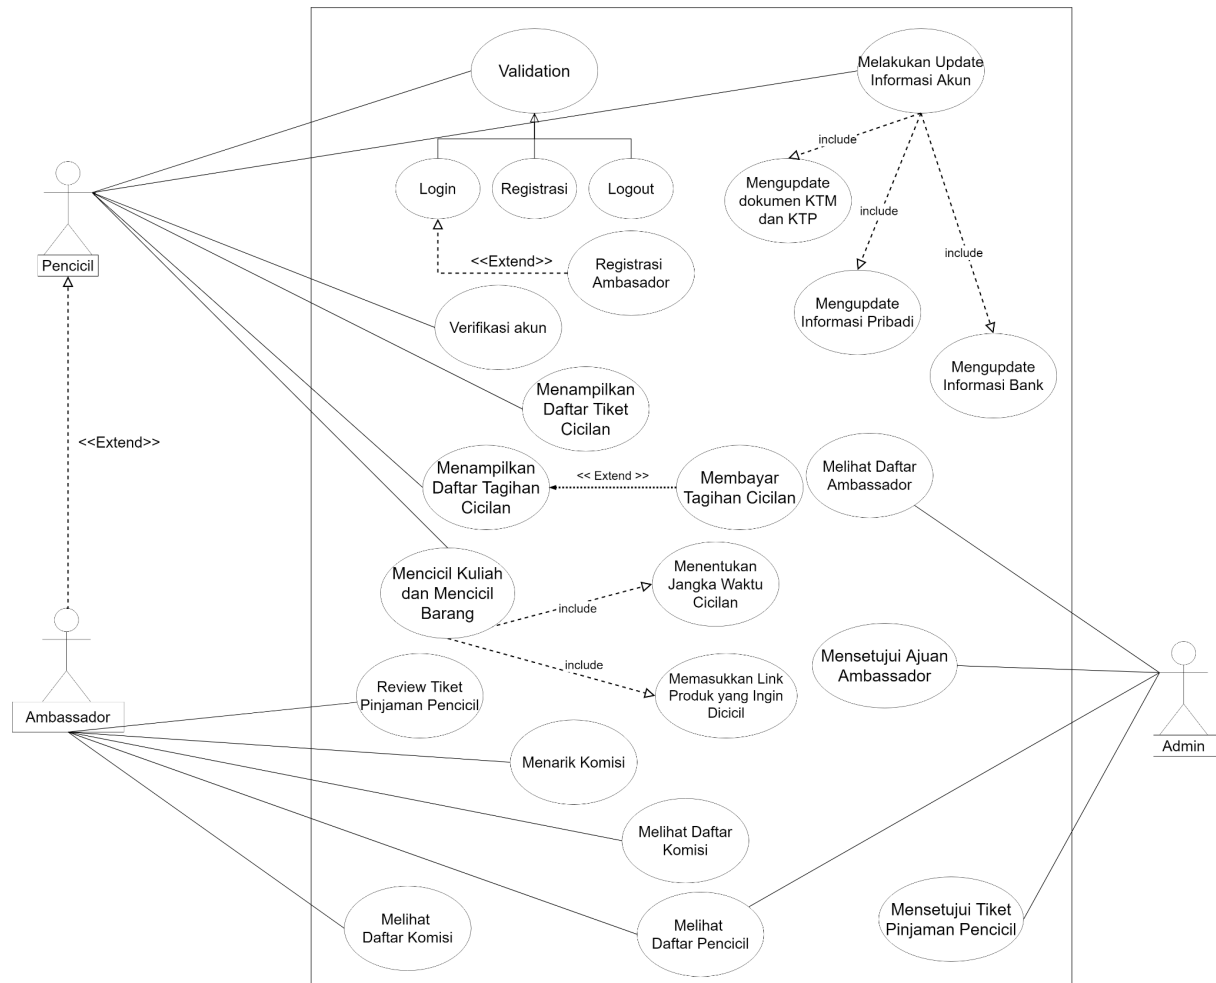 Validation
Melakukan Update
Informasi Akun
include
Login
Registrasi
Logout
Mengupdate
dokumen KTM
dan KTP
include
include
Pencicil
<<Extend>>
Registrasi
Ambasador
Verifikasi akun
Mengupdate
Informasi Pribadi
Mengupdate
Informasi Bank
Menampilkan
Daftar Tiket
Cicilan
<<Extend>>
Menampilkan
Daftar Tagihan
Cicilan
<< Extend >>
Membayar
Tagihan Cicilan
Melihat Daftar
Ambassador
Mencicil Kuliah
dan Mencicil
Barang
include
Menentukan
Jangka Waktu
Cicilan
include
Mensetujui Ajuan
Ambassador
Review Tiket
Pinjaman Pencicil
Memasukkan Link
Produk yang Ingin
Dicicil
Ambassador
Admin
Menarik Komisi
Melihat Daftar
Komisi
Melihat
Daftar Komisi
Melihat
Daftar Pencicil
Mensetujui Tiket
Pinjaman Pencicil